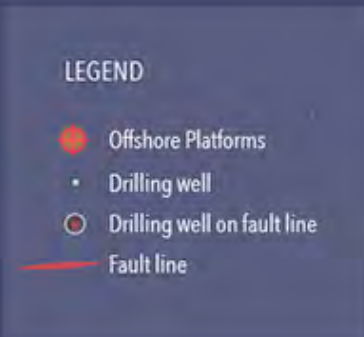 LEGEND
Offshore Platforms
Drilling well
Drilling well on fault line
Fault line